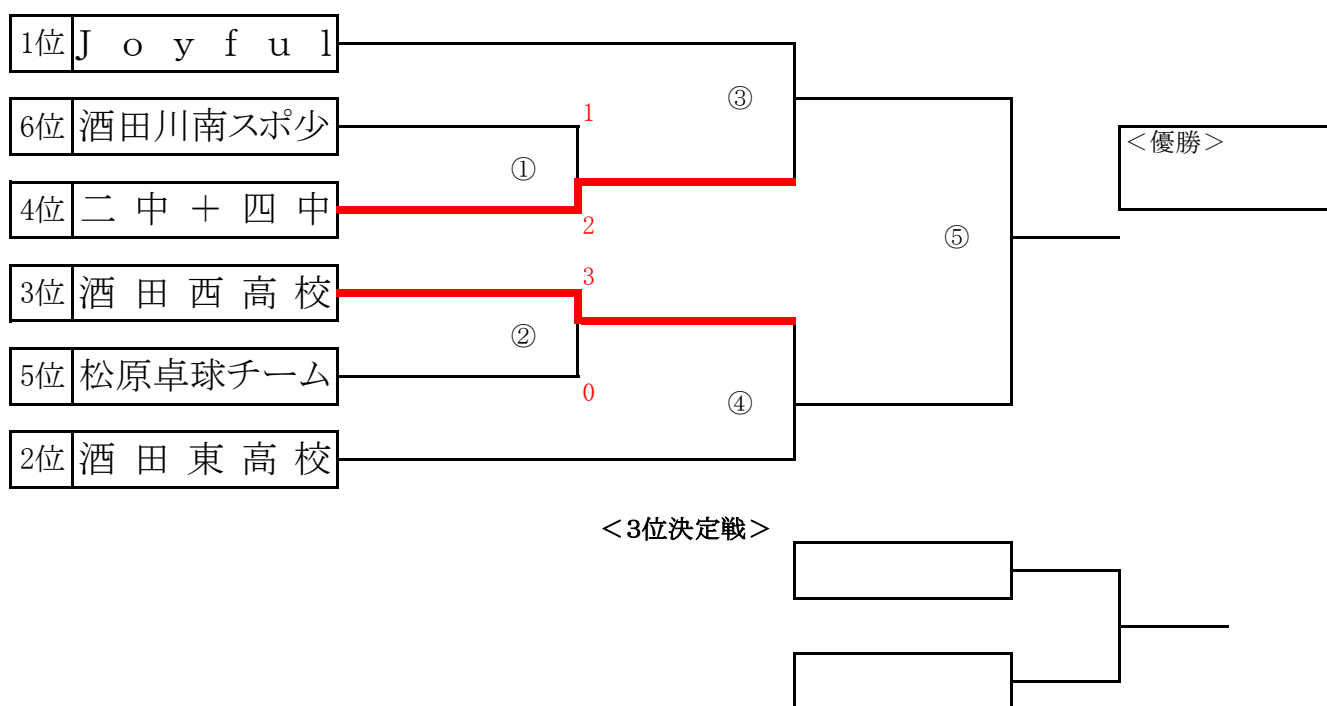 1位 Ｊｏｙｆｕｌ
③
6位 酒田川南スポ少
1
＜優勝＞
①
4位 二中＋四中
2
⑤
3位 酒田西高校
3
②
5位 松原卓球チーム
0
④
2位 酒田東高校
＜3位決定戦＞